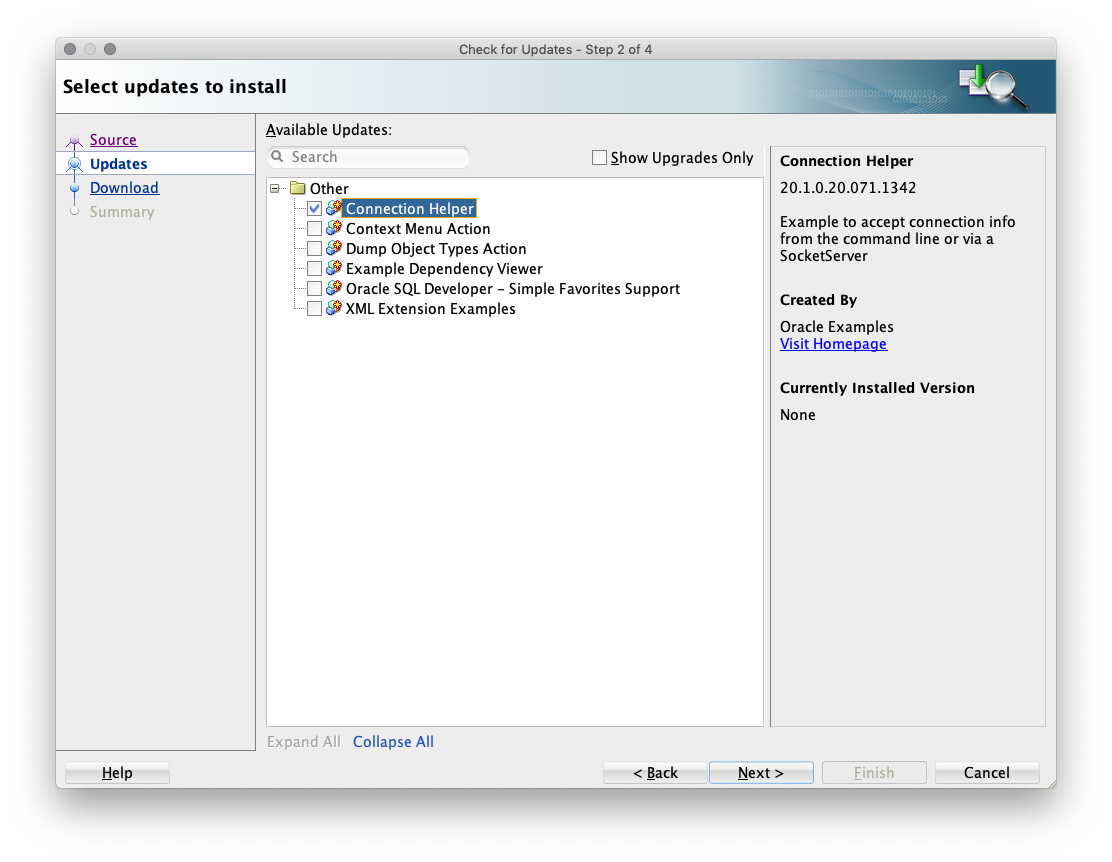 Check for Updates - Step 2 of 4
Select updates to install
Source
Updates
Download
Summary
Available Updates:
Search
Show Upgrades Only
Other
Connection Helper
Context Menu Action
Dump Object Types Action
Example Dependency Viewer
Oracle SQL Developer - Simple Favorites Support
XML Extension Examples
Expand All Collapse All
Connection Helper
20.1.0.20.071.1342
Example to accept connection info
from the command line or via a
SocketServer
Created By
Oracle Examples
Visit Homepage
Currently Installed Version
None
Help
< Back
Next >
Finish
Cancel